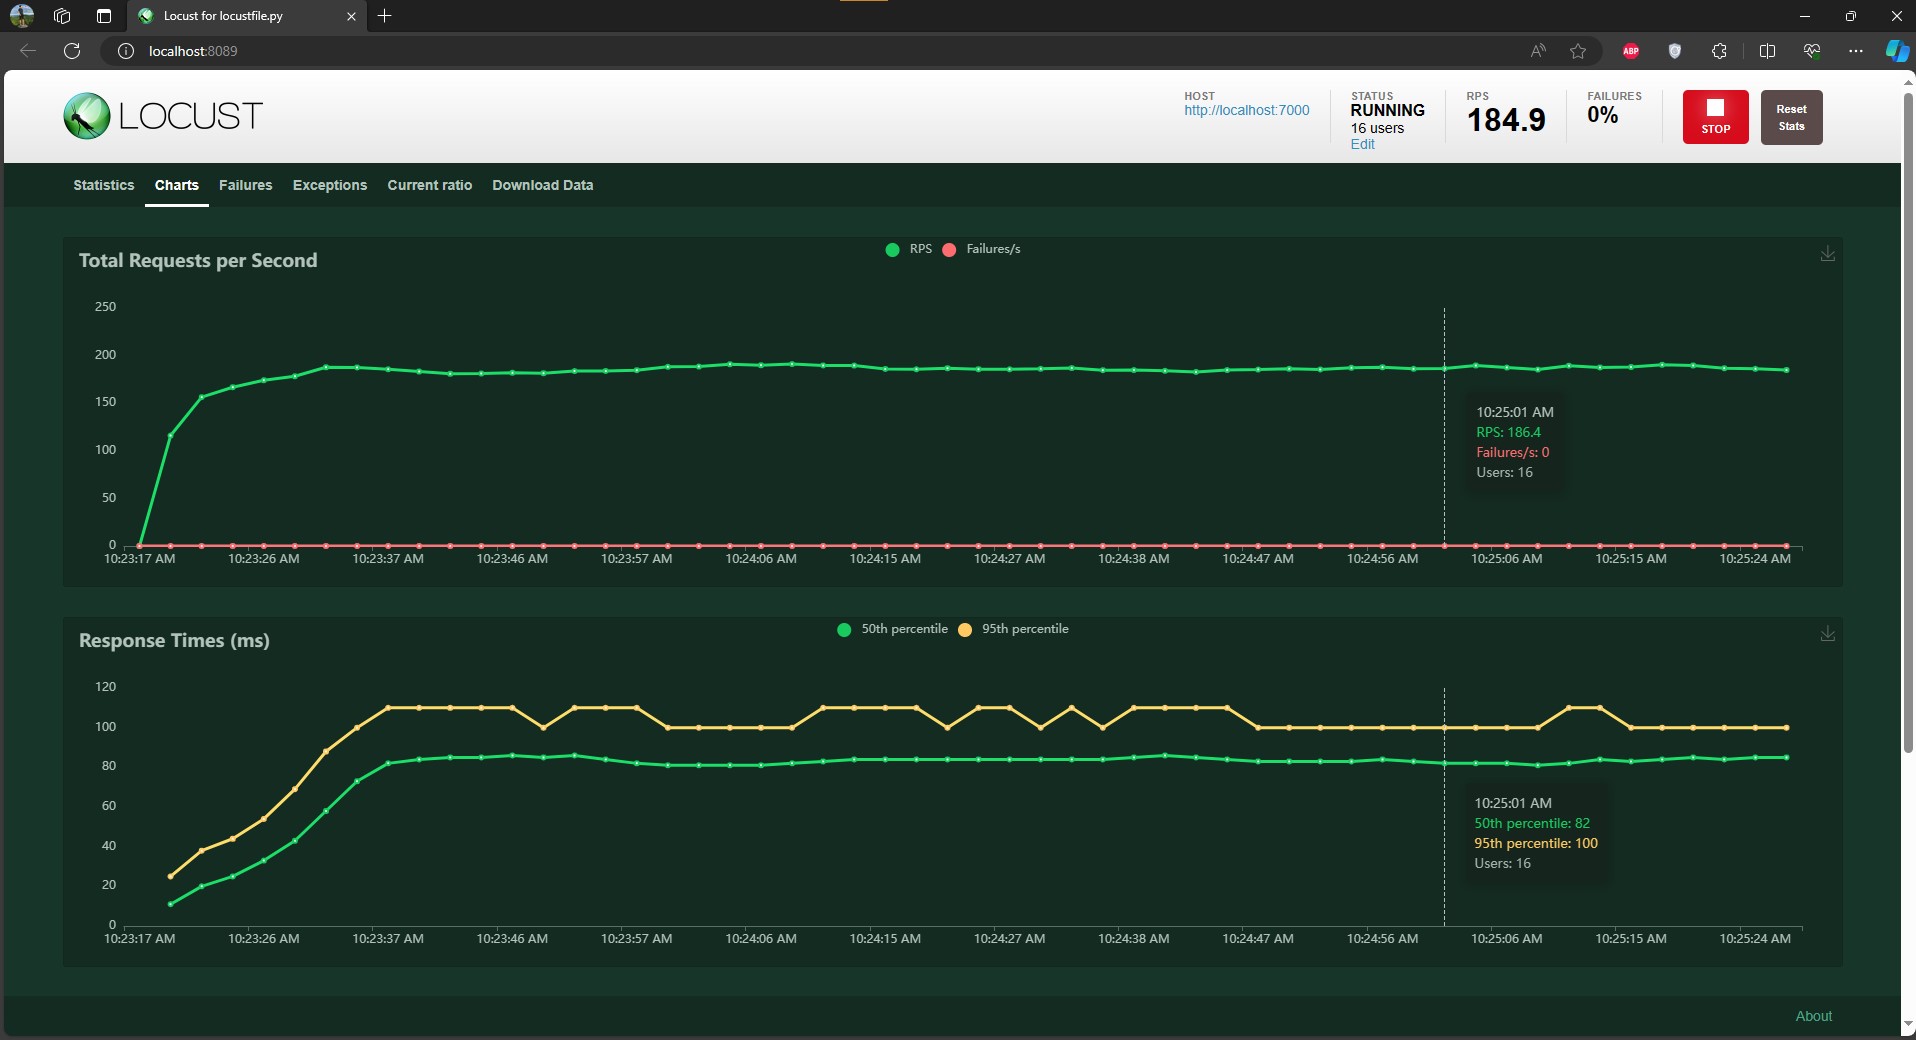 Locust for locustfile.py
localhost:8089
ABP
LOCUST
HOST
http://localhost:7000
STATUS
RUNNING
16 users
Edit
RPS
184.9
FAILURES
0%
STOP
Reset
Stats
Statistics Charts Failures Exceptions Current ratio Download Data
Total Requests per Second
RPS Failures/s
250
200
150
100
50
0
10:25:01 AM
RPS: 186.4
Failures/s: 0
Users: 16
10:23:17 AM 10:23:26 AM 10:23:37 AM 10:23:46 AM 10:23:57 AM 10:24:06 AM 10:24:15 AM 10:24:27 AM 10:24:38 AM 10:24:47 AM 10:24:56 AM 10:25:06 AM 10:25:15 AM 10:25:24 AM
Response Times (ms)
50th percentile 95th percentile
120
100
80
60
40
20
0
10:25:01 AM
50th percentile: 82
95th percentile: 100
Users: 16
10:23:17 AM 10:23:26 AM 10:23:37 AM 10:23:46 AM 10:23:57 AM 10:24:06 AM 10:24:15 AM 10:24:27 AM 10:24:38 AM 10:24:47 AM 10:24:56 AM 10:25:06 AM 10:25:15 AM 10:25:24 AM
About